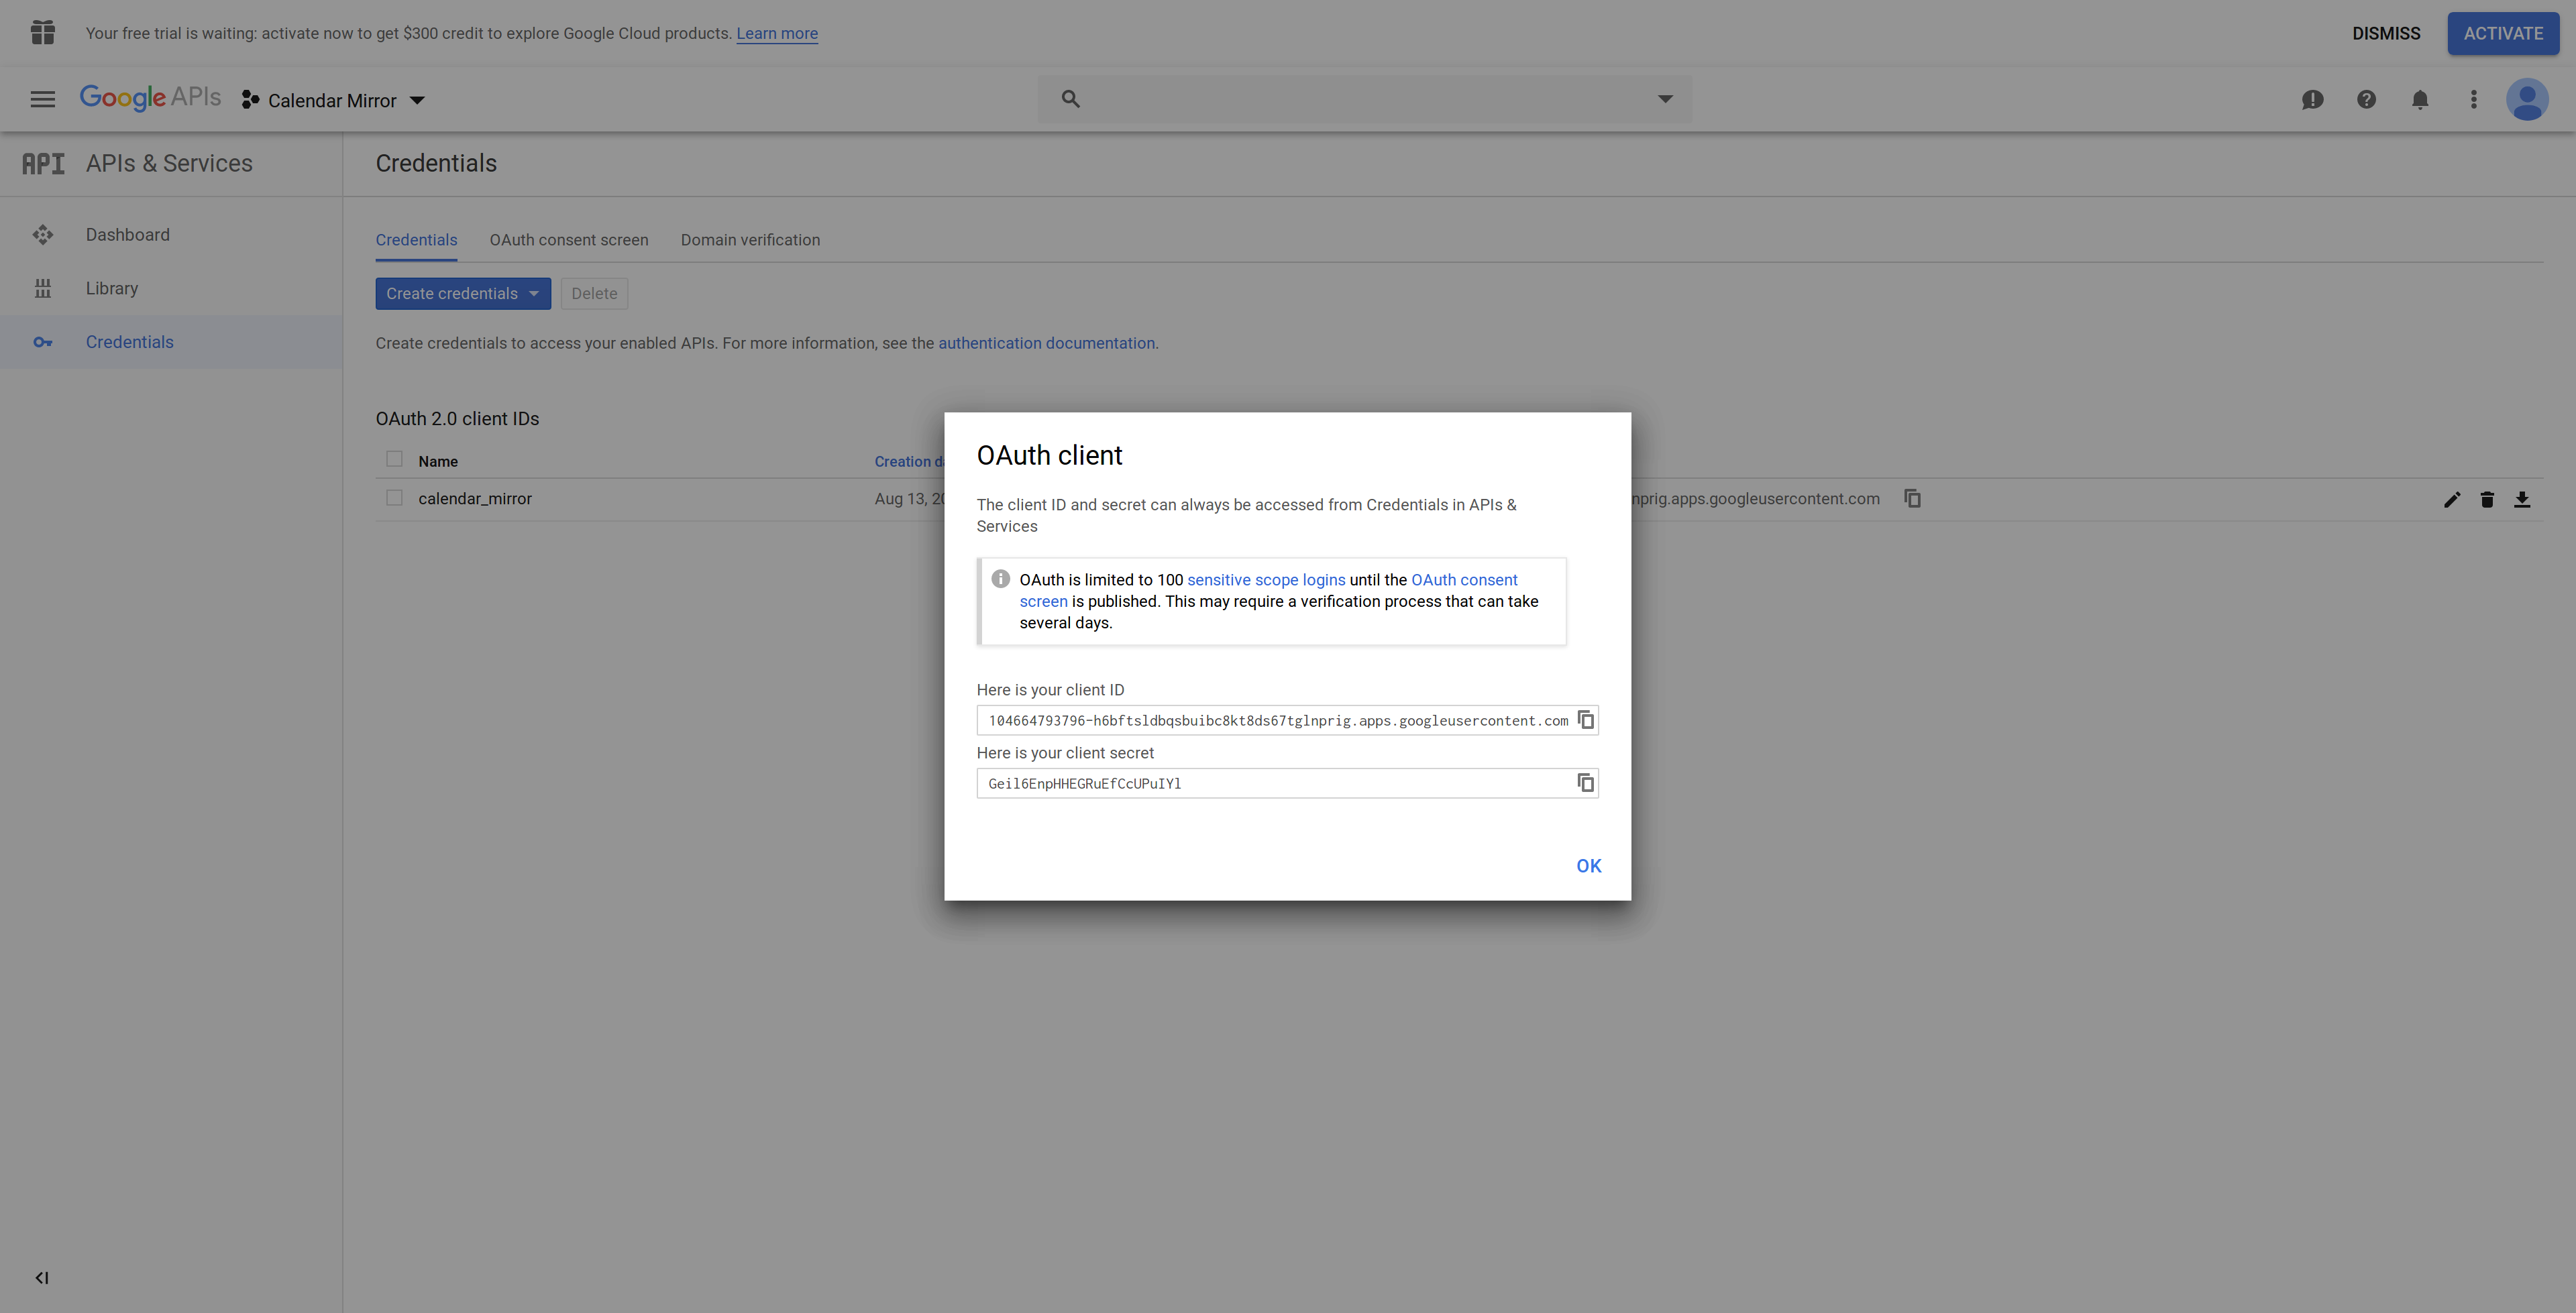 Your free trial is waiting: activate now to get $300 credit to explore Google Cloud products. Learn more
DISMISS
ACTIVATE
Google APIs
Calendar Mirror
API APIs & Services
Credentials
Dashboard
Library
Credentials
Credentials
OAuth consent screen
Domain verification
Create credentials
Delete
Create credentials to access your enabled APIs. For more information, see the authentication documentation.
OAuth 2.0 client IDs
Name
Creation d
calendar_mirror
Aug 13, 20
nprig.apps.googleusercontent.com
OAuth client
The client ID and secret can always be accessed from Credentials in APIs &
Services
OAuth is limited to 100 sensitive scope logins until the OAuth consent
screen is published. This may require a verification process that can take
several days.
Here is your client ID
104664793796-h6bftsldbqsbuibc8kt8ds67tglnprig.apps.googleusercontent.com
Here is your client secret
Geil6EnpHHEGRuEfCcUPuIYl
OK